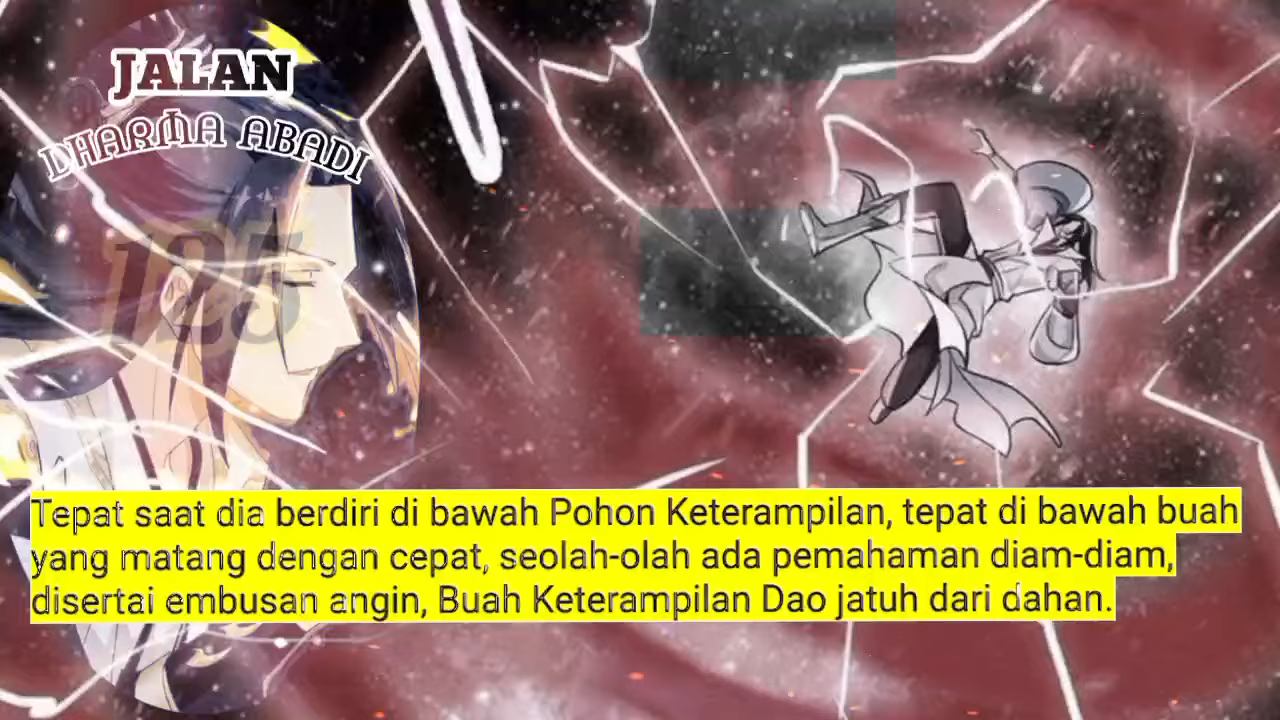 JALAN
DHARMA ABADI
125
Tepat saat dia berdiri di bawah Pohon Keterampilan, tepat di bawah buah
yang matang dengan cepat, seolah-olah ada pemahaman diam-diam,
disertai embusan angin, Buah Keterampilan Dao jatuh dari dahan.